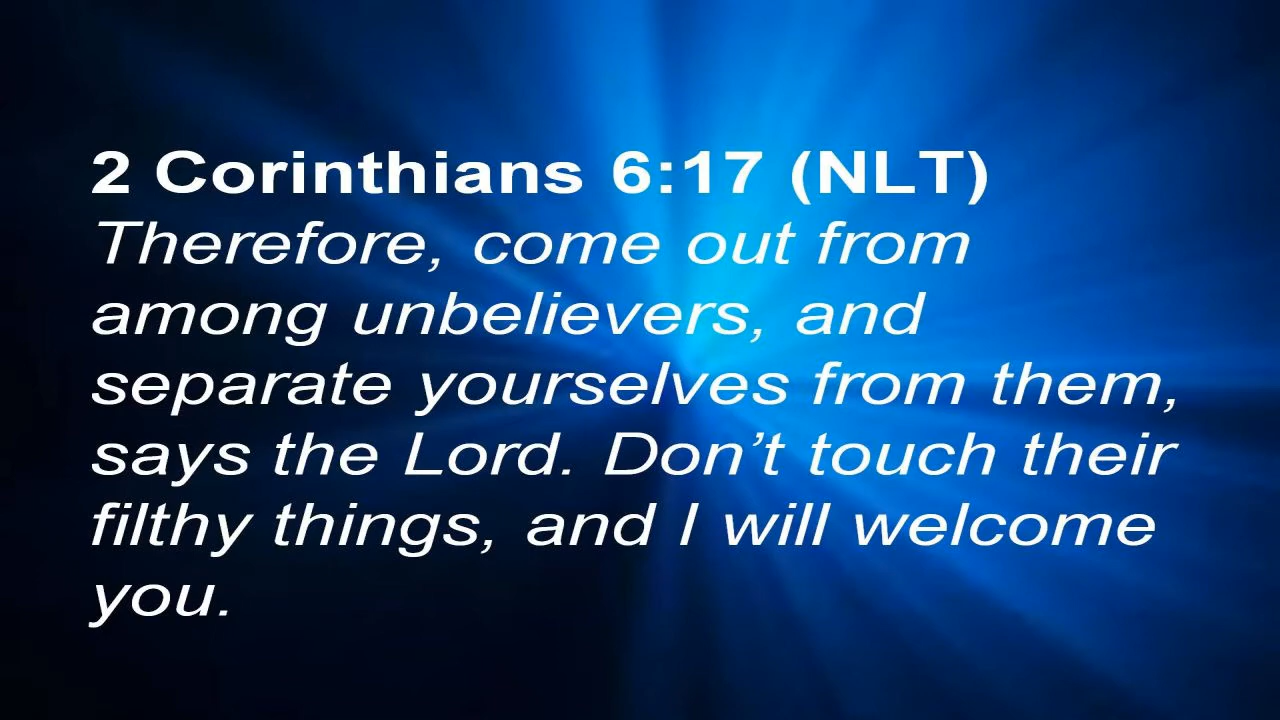 2 Corinthians 6:17 (NLT)
Therefore, come out from
among unbelievers, and
separate yourselves from them,
says the Lord. Don’t touch their
filthy things, and I will welcome
you.